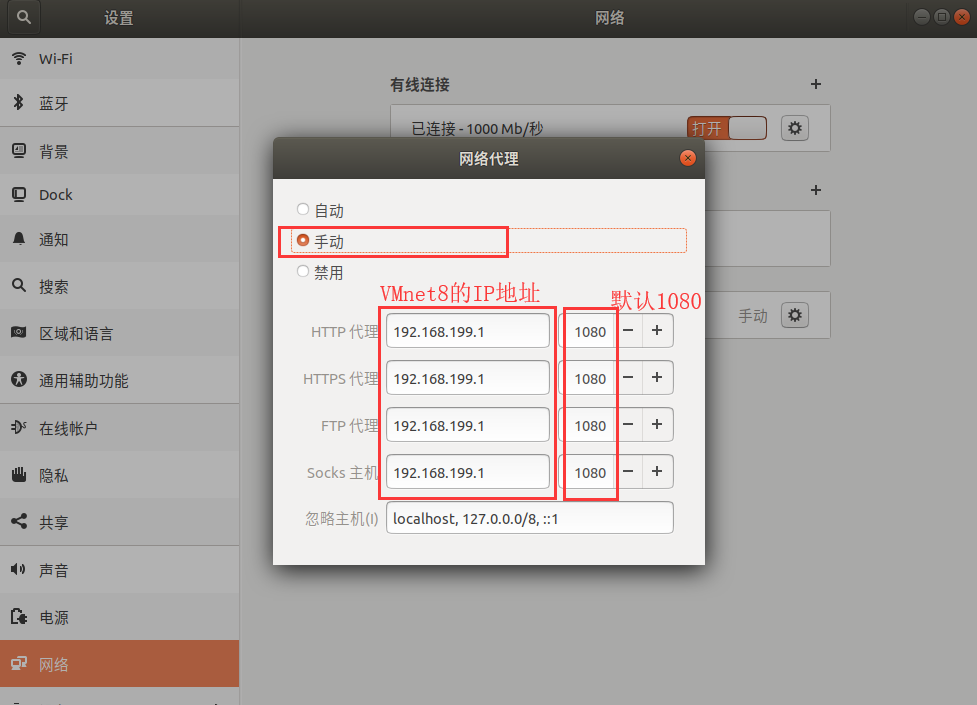 设置
网络
Wi-Fi
蓝牙
背景
Dock
通知
搜索
区域和语言
通用辅助功能
在线帐户
隐私
共享
声音
电源
网络
有线连接
+
已连接 - 1000 Mb/秒
打开
+
手动
网络代理
自动
手动
禁用
VMnet8的IP地址
默认1080
HTTP 代理 192.168.199.1 1080 − +
HTTPS 代理 192.168.199.1 1080 − +
FTP 代理 192.168.199.1 1080 − +
Socks 主机 192.168.199.1 1080 − +
忽略主机(I) localhost, 127.0.0.0/8, ::1